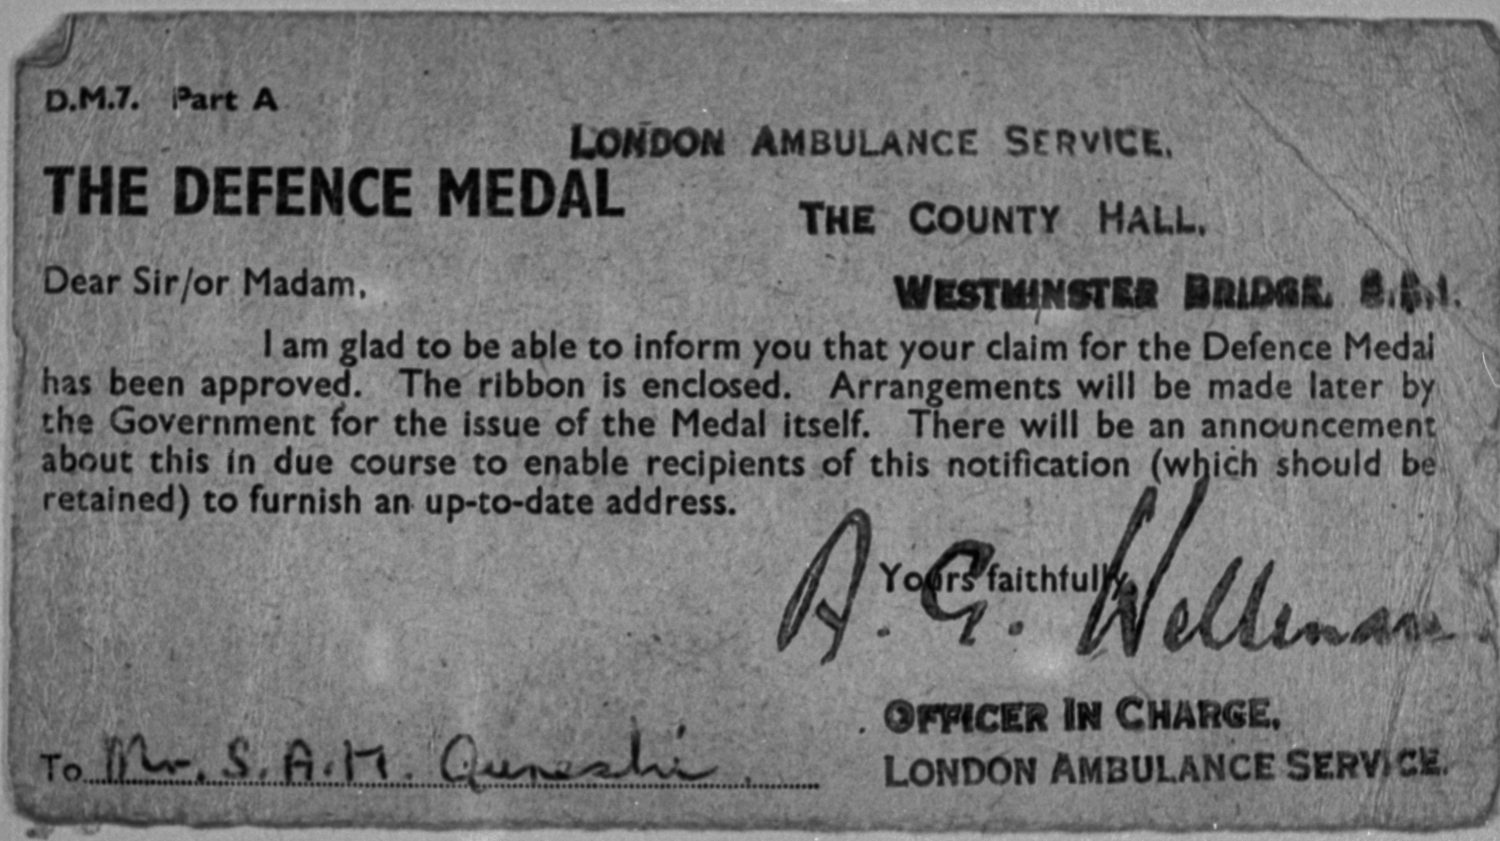 D.M.7. Part A
LONDON AMBULANCE SERVICE.
THE DEFENCE MEDAL
THE COUNTY HALL.
Dear Sir/or Madam,
WESTMINSTER BRIDGE. S.E.1.
I am glad to be able to inform you that your claim for the Defence Medal
has been approved. The ribbon is enclosed. Arrangements will be made later by
the Government for the issue of the Medal itself. There will be an announcement
about this in due course to enable recipients of this notification (which should be
retained) to furnish an up-to-date address.
Yours faithfully,
A. G. Wellman.
OFFICER IN CHARGE,
To Mr. S. A. M. Qureshi.
LONDON AMBULANCE SERVICE.